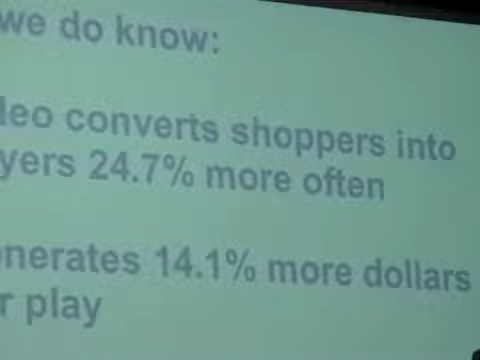 we do know:
deo converts shoppers into
yers 24.7% more often
nerates 14.1% more dollars
r play